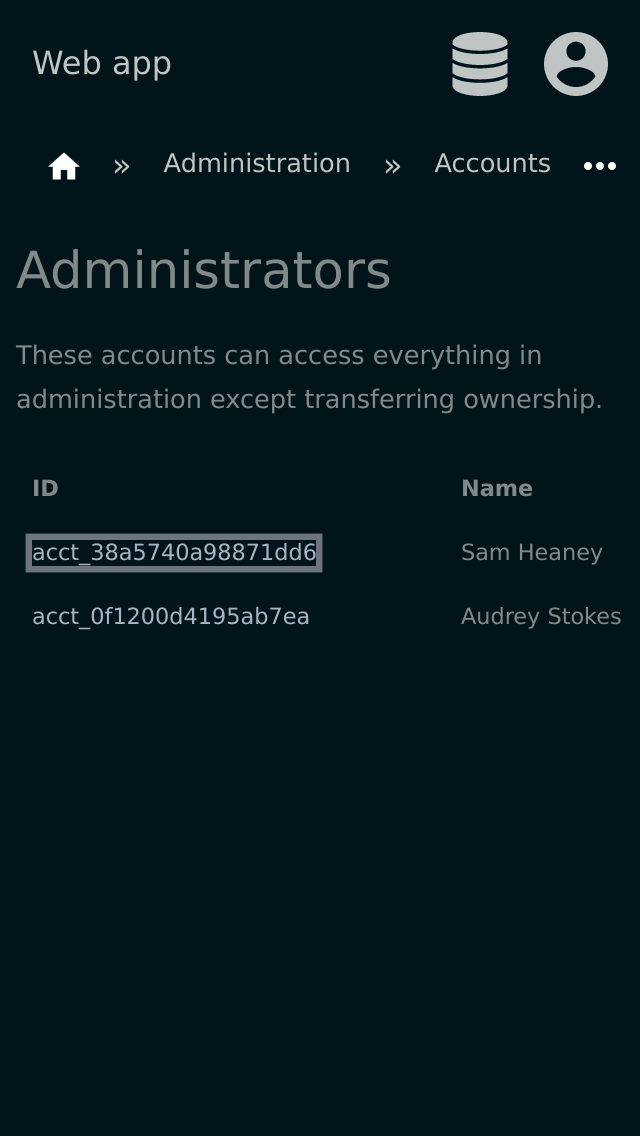 Web app
» Administration » Accounts
Administrators
These accounts can access everything in
administration except transferring ownership.
ID Name
acct_38a5740a98871dd6 Sam Heaney
acct_0f1200d4195ab7ea Audrey Stokes